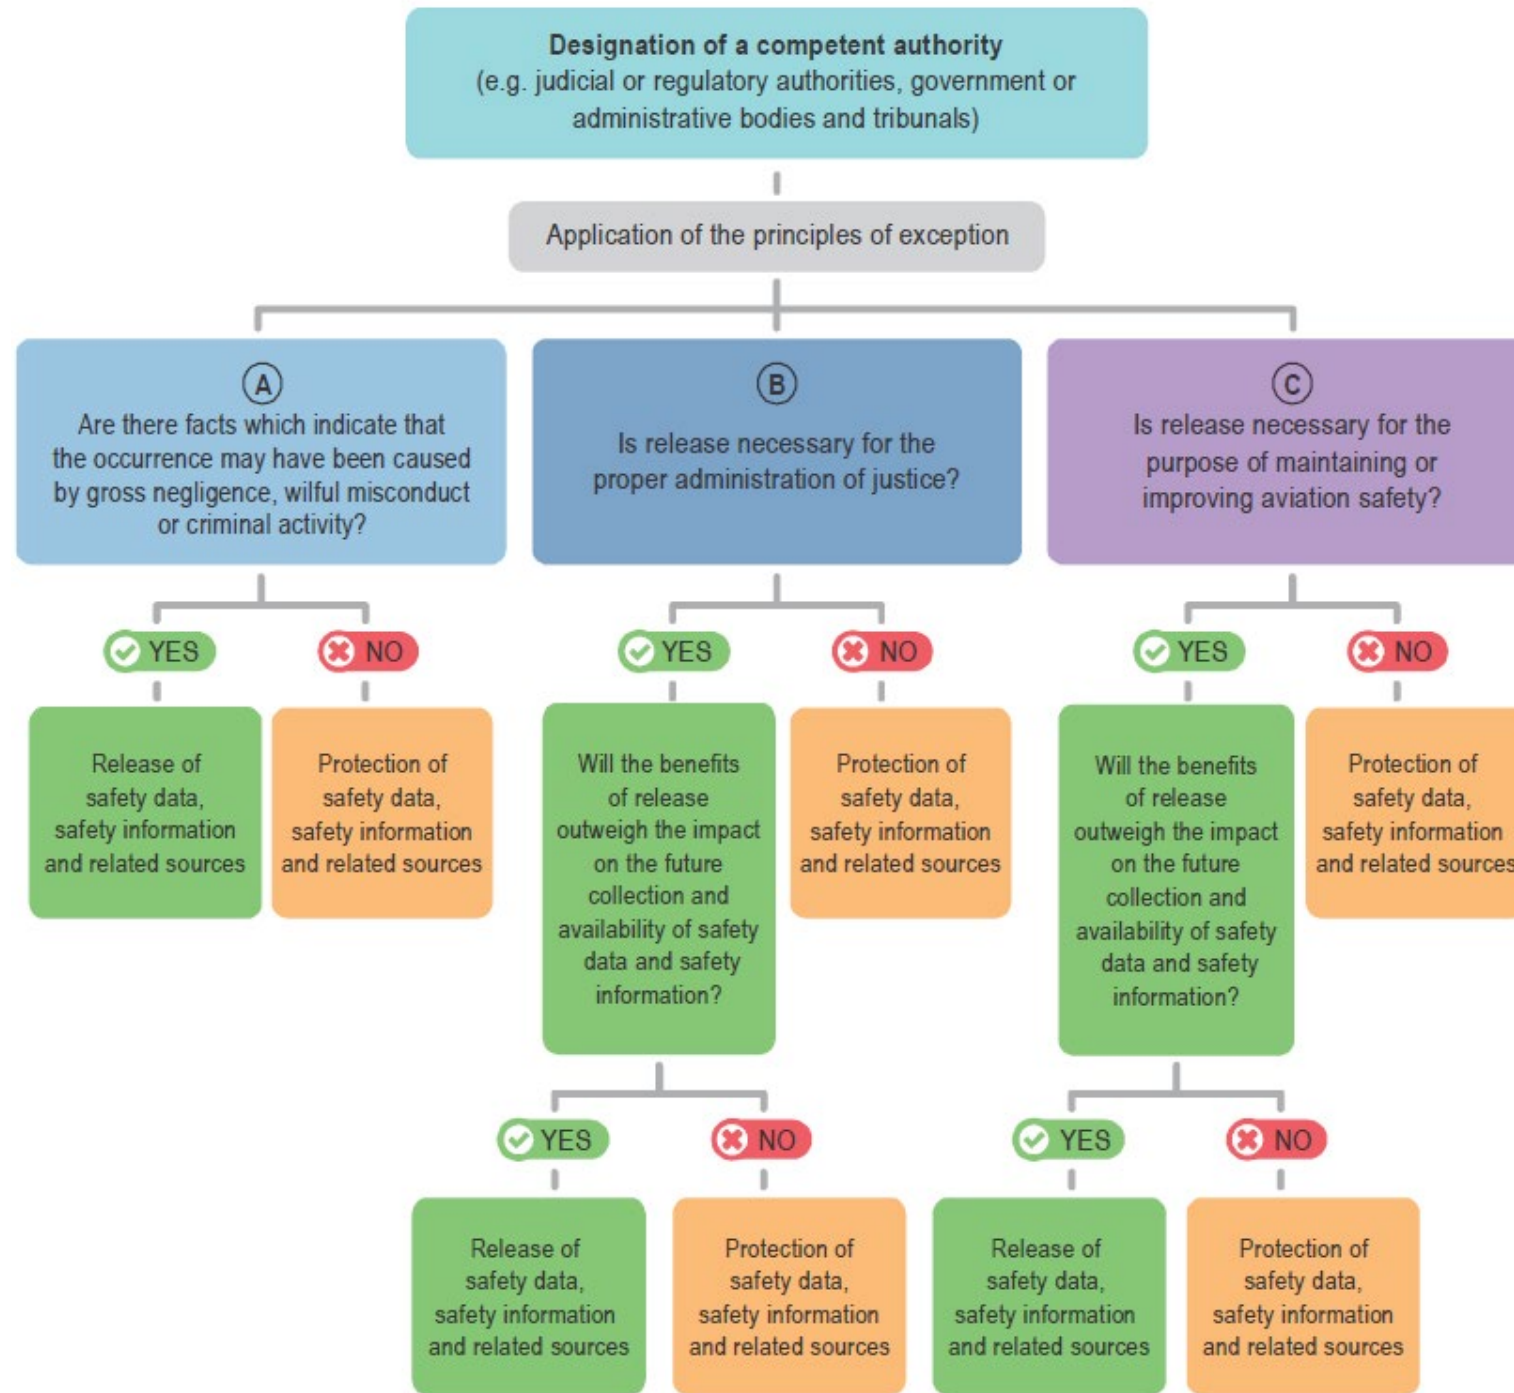 Designation of a competent authority
(e.g. judicial or regulatory authorities, government or
administrative bodies and tribunals)
Application of the principles of exception
A
Are there facts which indicate that
the occurrence may have been caused
by gross negligence, wilful misconduct
or criminal activity?
B
Is release necessary for the
proper administration of justice?
C
Is release necessary for the
purpose of maintaining or
improving aviation safety?
YES
NO
YES
NO
YES
NO
Release of
safety data,
safety information
and related sources
Protection of
safety data,
safety information
and related sources
Will the benefits
of release
outweigh the impact
on the future
collection and
availability of safety
data and safety
information?
Protection of
safety data,
safety information
and related sources
Will the benefits
of release
outweigh the impact
on the future
collection and
availability of safety
data and safety
information?
Protection of
safety data,
safety information
and related sources
YES
NO
YES
NO
Release of
safety data,
safety information
and related sources
Protection of
safety data,
safety information
and related sources
Release of
safety data,
safety information
and related sources
Protection of
safety data,
safety information
and related sources